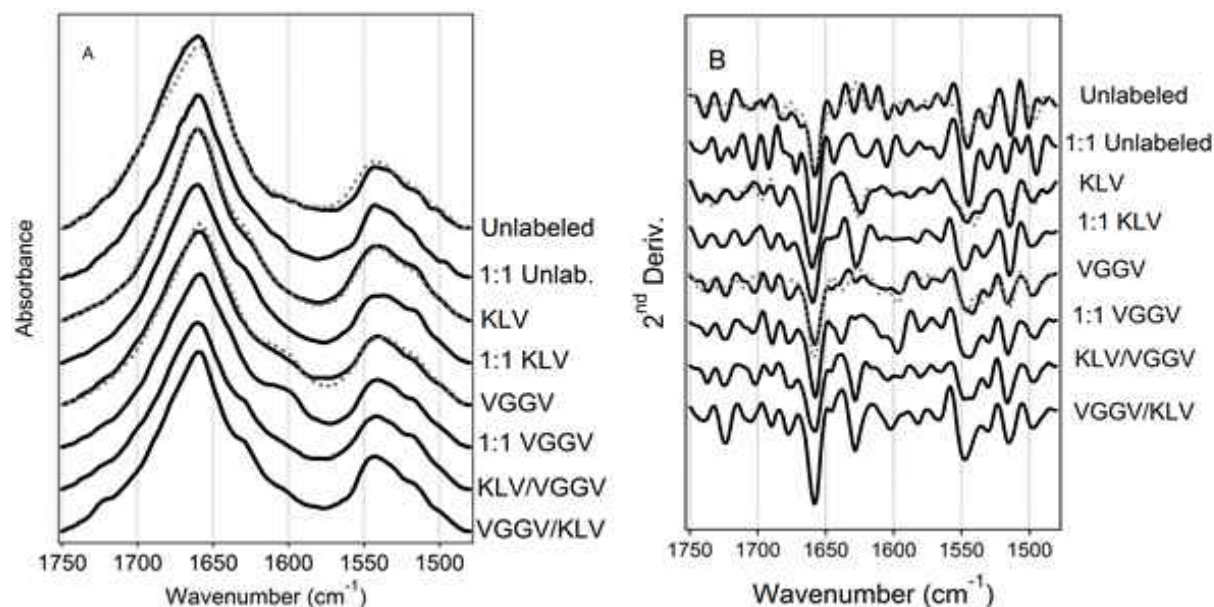 A
Absorbance
Unlabeled
1:1 Unlab.
KLV
1:1 KLV
VGGV
1:1 VGGV
KLV/VGGV
VGGV/KLV
1750 1700 1650 1600 1550 1500
Wavenumber (cm⁻¹)
B
2ⁿᵈ Deriv.
Unlabeled
1:1 Unlabeled
KLV
1:1 KLV
VGGV
1:1 VGGV
KLV/VGGV
VGGV/KLV
1750 1700 1650 1600 1550 1500
Wavenumber (cm⁻¹)